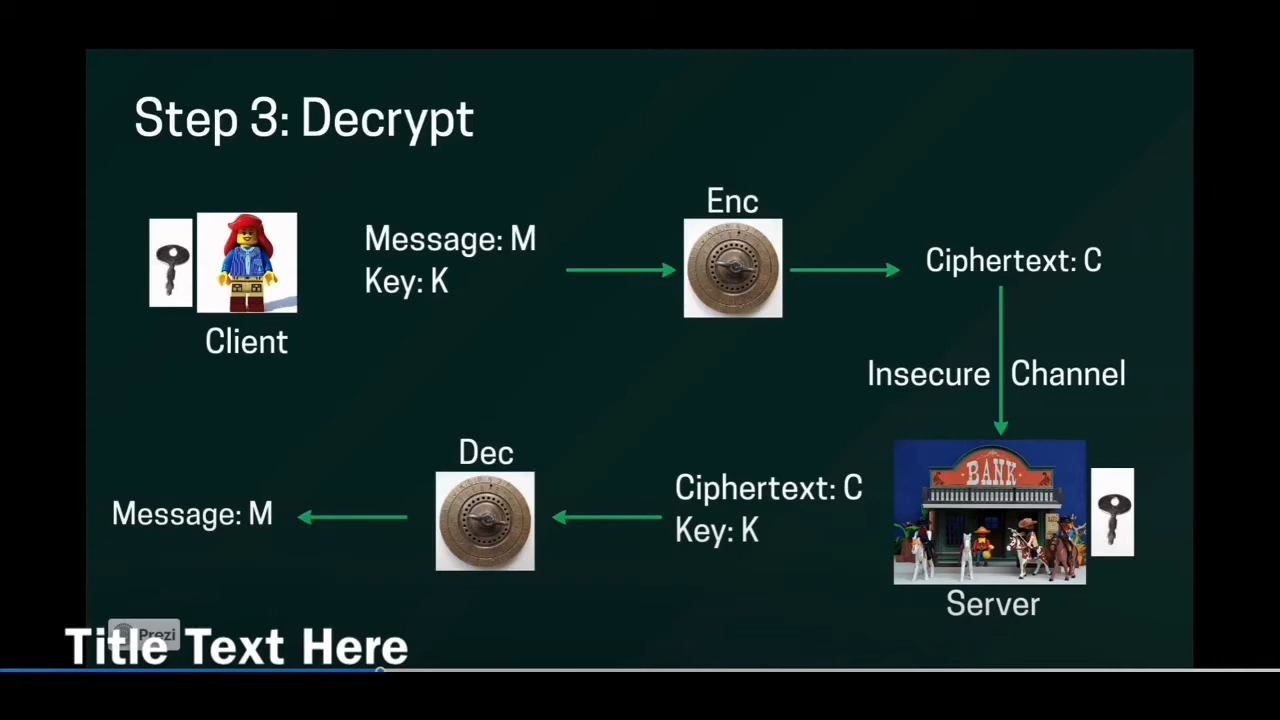 Step 3: Decrypt
Enc
Message: M
Key: K
Ciphertext: C
Client
Insecure Channel
Dec
BANK
Ciphertext: C
Key: K
Message: M
Server
Prezi
Title Text Here